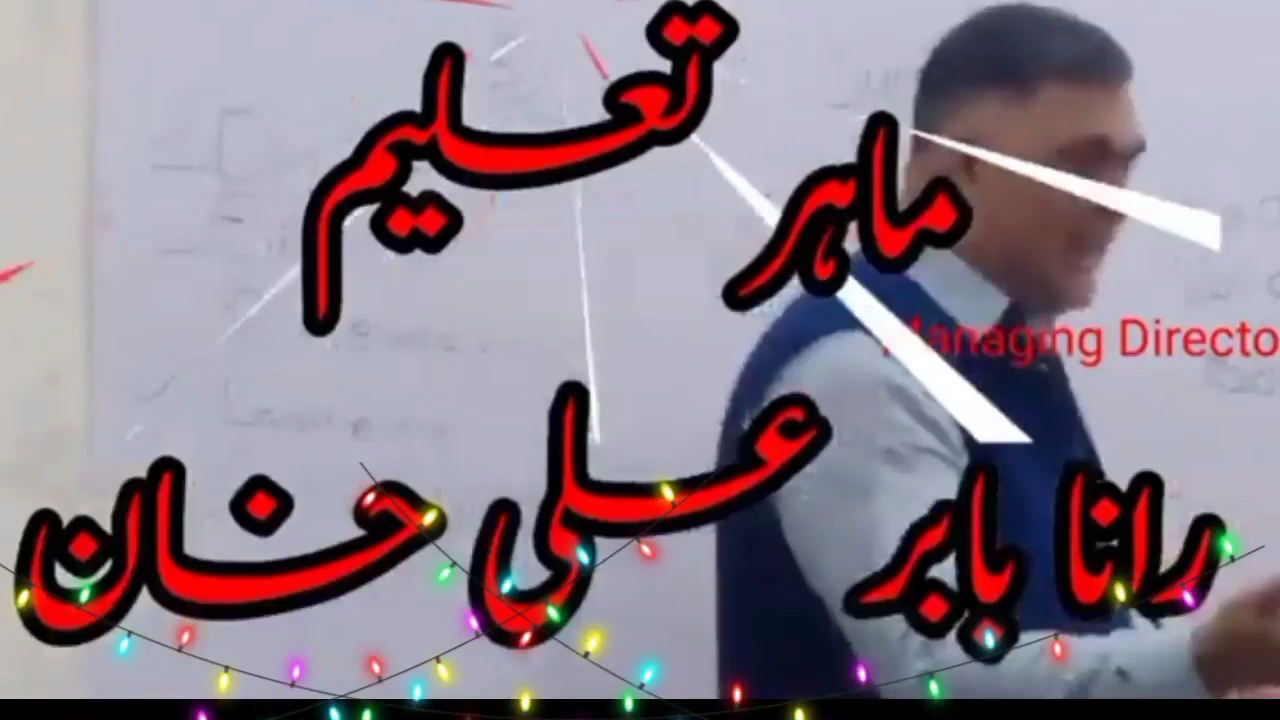 ماہر تعلیم
Managing Directo
رانا بابر علی خان